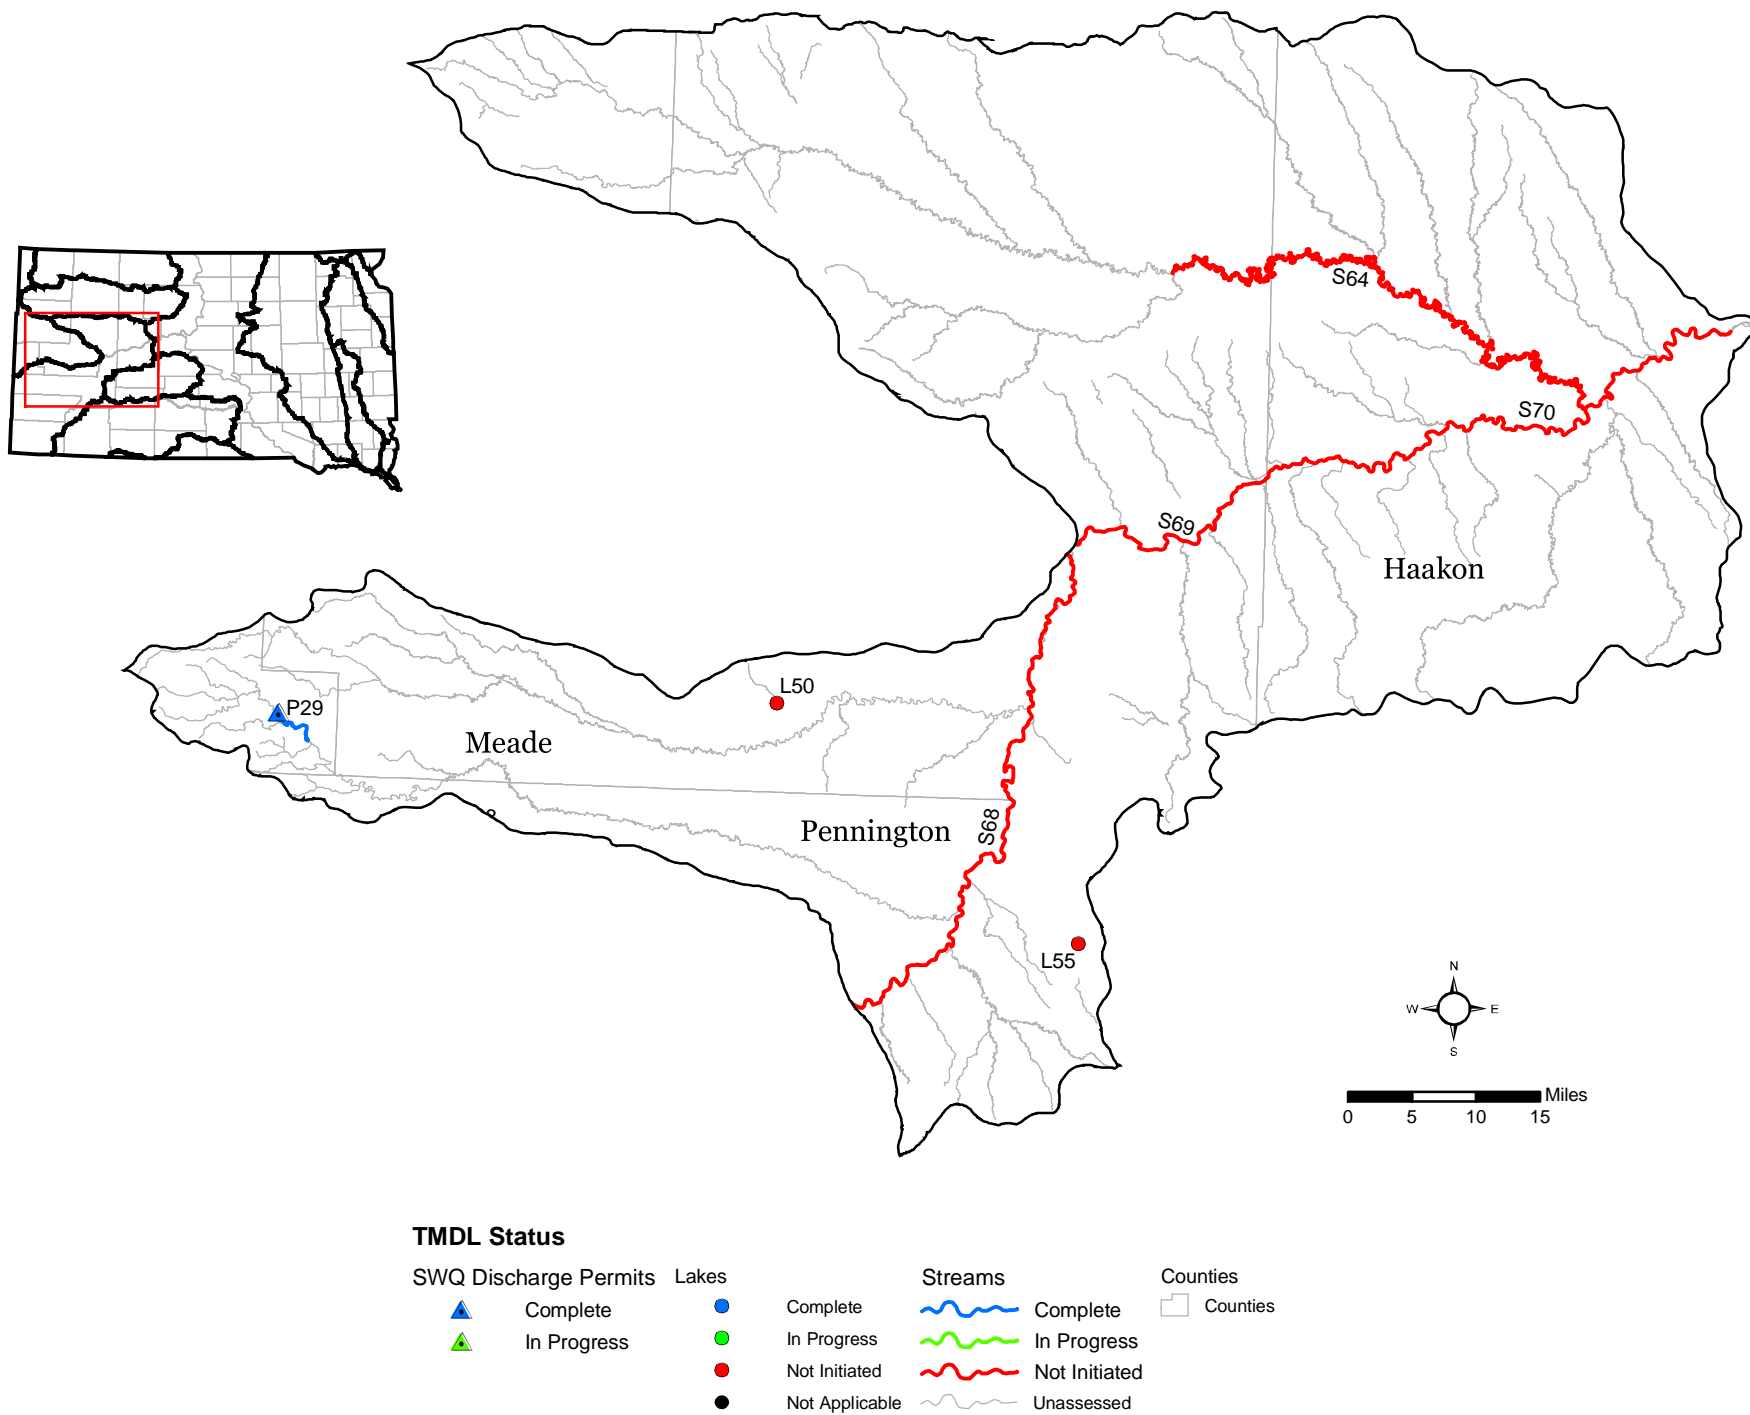 S64
S70
S69
Haakon
L50
P29
Meade
Pennington
S68
L55
N
W E
S
Miles
0 5 10 15
TMDL Status
SWQ Discharge Permits Lakes Streams Counties
Complete Complete Complete Counties
In Progress In Progress In Progress
Not Initiated Not Initiated
Not Applicable Unassessed